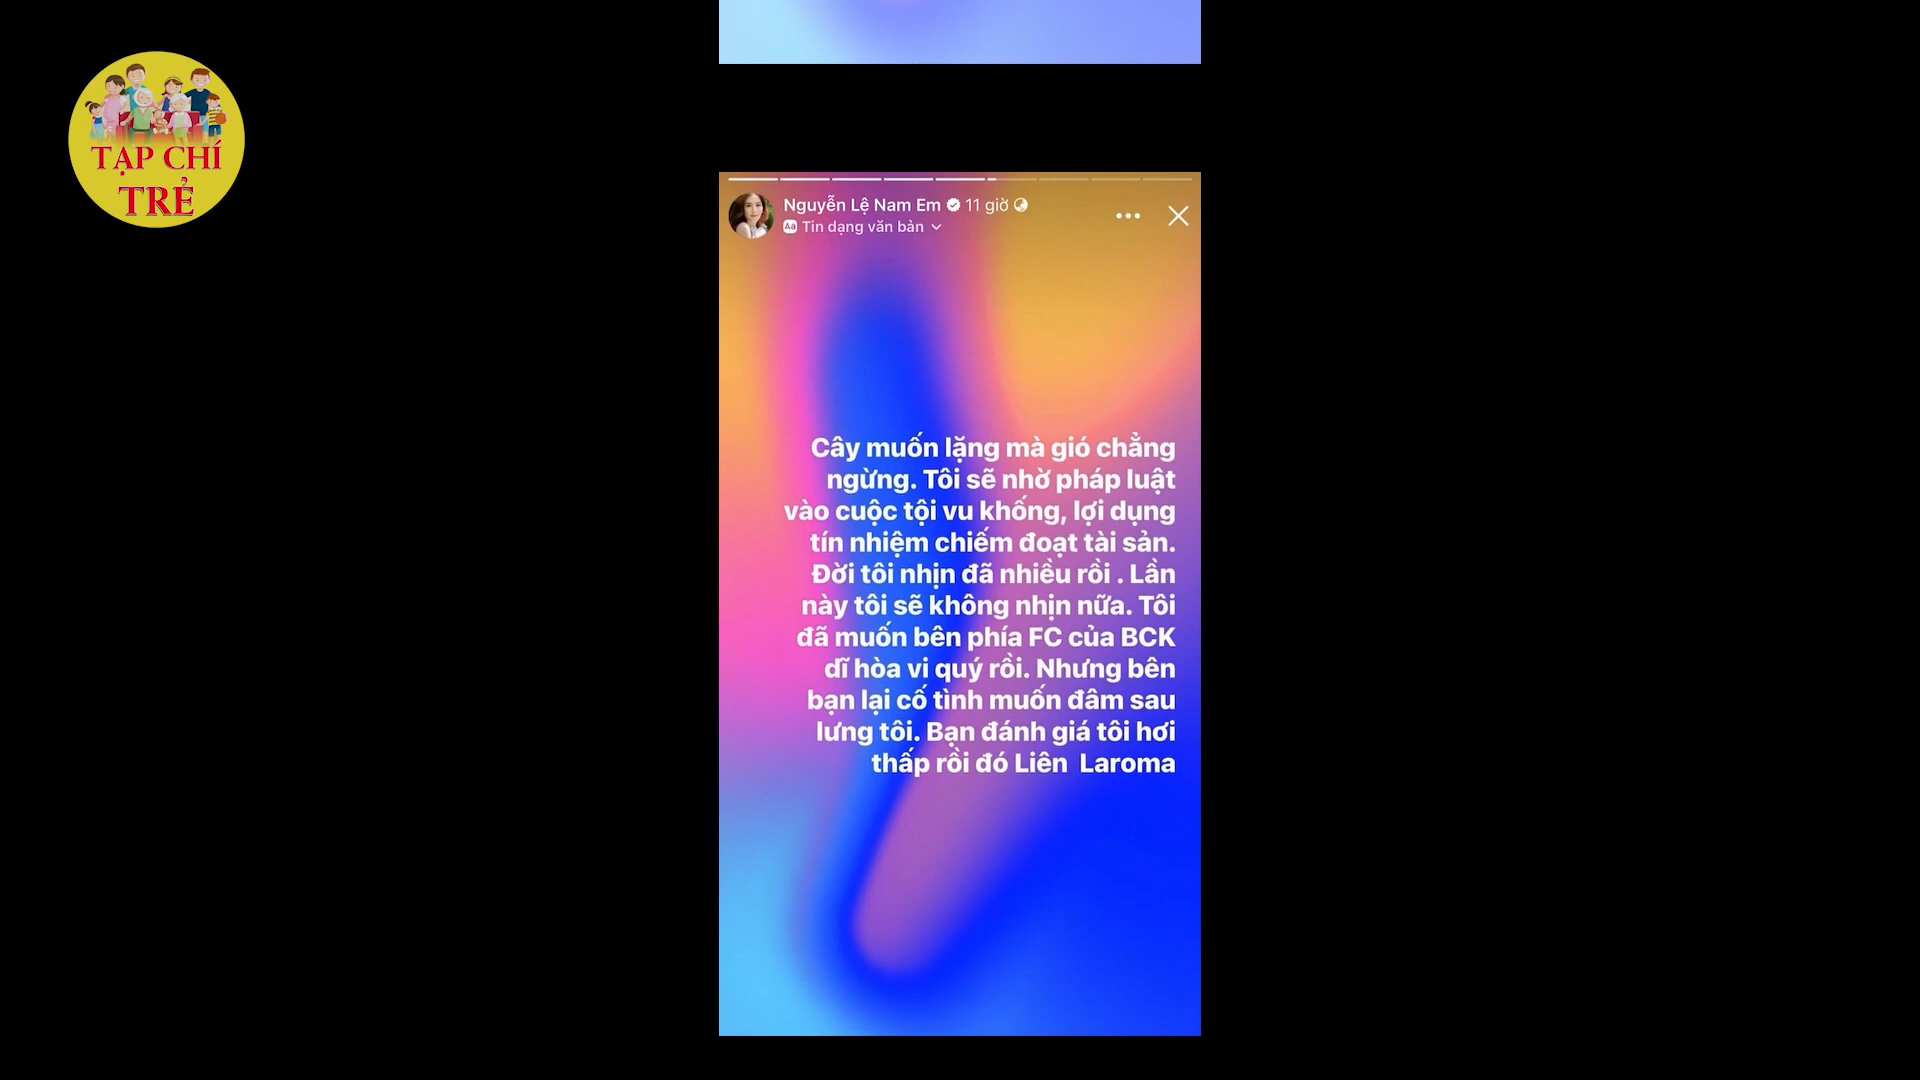 TẠP CHÍ
TRẺ
Nguyễn Lệ Nam Em 11 giờ
Aa Tin dạng văn bản
Cây muốn lặng mà gió chẳng
ngừng. Tôi sẽ nhờ pháp luật
vào cuộc tội vu khống, lợi dụng
tín nhiệm chiếm đoạt tài sản.
Đời tôi nhịn đã nhiều rồi . Lần
này tôi sẽ không nhịn nữa. Tôi
đã muốn bên phía FC của BCK
dĩ hòa vi quý rồi. Nhưng bên
bạn lại cố tình muốn đâm sau
lưng tôi. Bạn đánh giá tôi hơi
thấp rồi đó Liên  Laroma